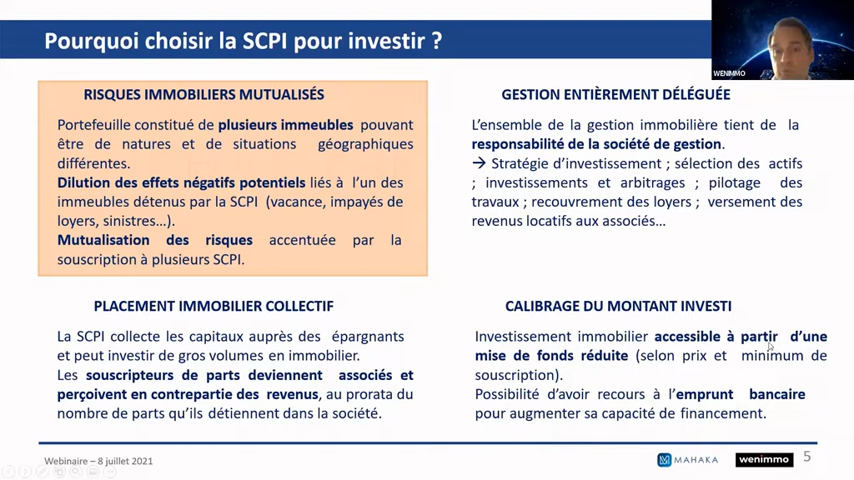 Pourquoi choisir la SCPI pour investir ?
WENIMMO
RISQUES IMMOBILIERS MUTUALISÉS
Portefeuille constitué de plusieurs immeubles pouvant
être de natures et de situations géographiques
différentes.
Dilution des effets négatifs potentiels liés à l'un des
immeubles détenus par la SCPI (vacance, impayés de
loyers, sinistres…).
Mutualisation des risques accentuée par la
souscription à plusieurs SCPI.
GESTION ENTIÈREMENT DÉLÉGUÉE
L'ensemble de la gestion immobilière tient de la
responsabilité de la société de gestion.
→ Stratégie d'investissement ; sélection des actifs
; investissements et arbitrages ; pilotage des
travaux ; recouvrement des loyers ; versement des
revenus locatifs aux associés…
PLACEMENT IMMOBILIER COLLECTIF
La SCPI collecte les capitaux auprès des épargnants
et peut investir de gros volumes en immobilier.
Les souscripteurs de parts deviennent associés et
perçoivent en contrepartie des revenus, au prorata du
nombre de parts qu'ils détiennent dans la société.
CALIBRAGE DU MONTANT INVESTI
Investissement immobilier accessible à partir d'une
mise de fonds réduite (selon prix et minimum de
souscription).
Possibilité d'avoir recours à l'emprunt bancaire
pour augmenter sa capacité de financement.
Webinaire – 8 juillet 2021
MAHAKA
wenimmo
5